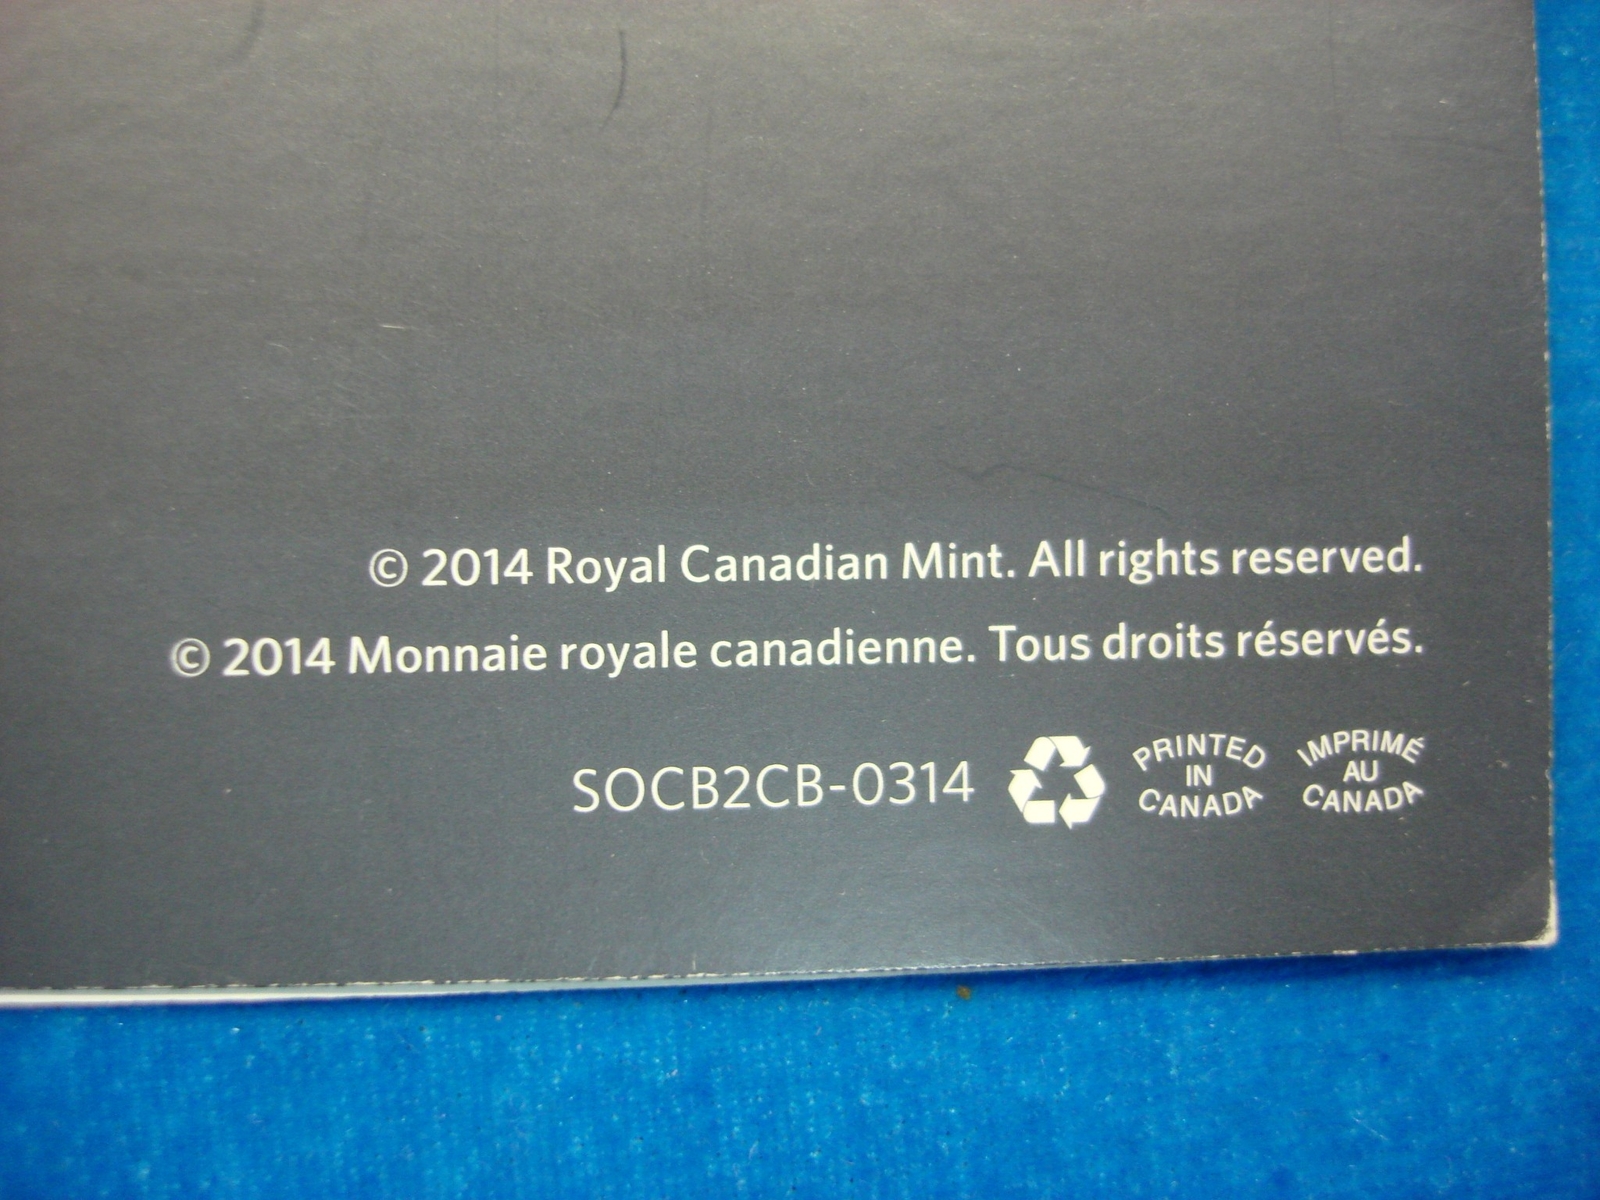 © 2014 Royal Canadian Mint. All rights reserved.
© 2014 Monnaie royale canadienne. Tous droits réservés.
SOCB2CB-0314
PRINTED
IN
CANADA
IMPRIMÉ
AU
CANADA